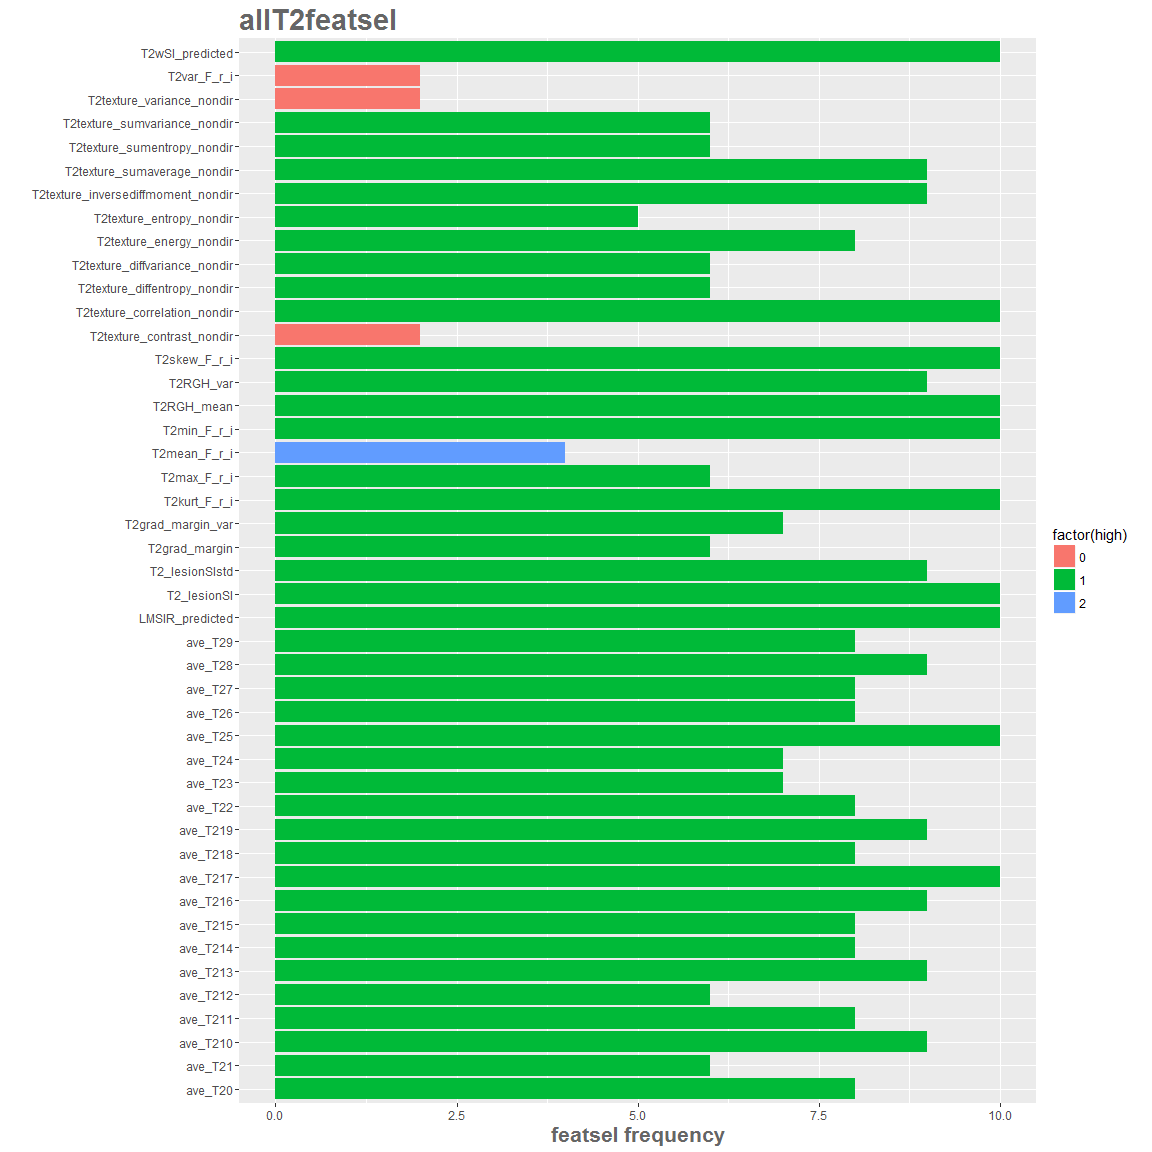 allT2featsel
T2wSI_predicted
T2var_F_r_i
T2texture_variance_nondir
T2texture_sumvariance_nondir
T2texture_sumentropy_nondir
T2texture_sumaverage_nondir
T2texture_inversediffmoment_nondir
T2texture_entropy_nondir
T2texture_energy_nondir
T2texture_diffvariance_nondir
T2texture_diffentropy_nondir
T2texture_correlation_nondir
T2texture_contrast_nondir
T2skew_F_r_i
T2RGH_var
T2RGH_mean
T2min_F_r_i
T2mean_F_r_i
T2max_F_r_i
T2kurt_F_r_i
T2grad_margin_var
T2grad_margin
T2_lesionSIstd
T2_lesionSI
LMSIR_predicted
ave_T29
ave_T28
ave_T27
ave_T26
ave_T25
ave_T24
ave_T23
ave_T22
ave_T219
ave_T218
ave_T217
ave_T216
ave_T215
ave_T214
ave_T213
ave_T212
ave_T211
ave_T210
ave_T21
ave_T20
0.0 2.5 5.0 7.5 10.0
featsel frequency
factor(high)
0
1
2